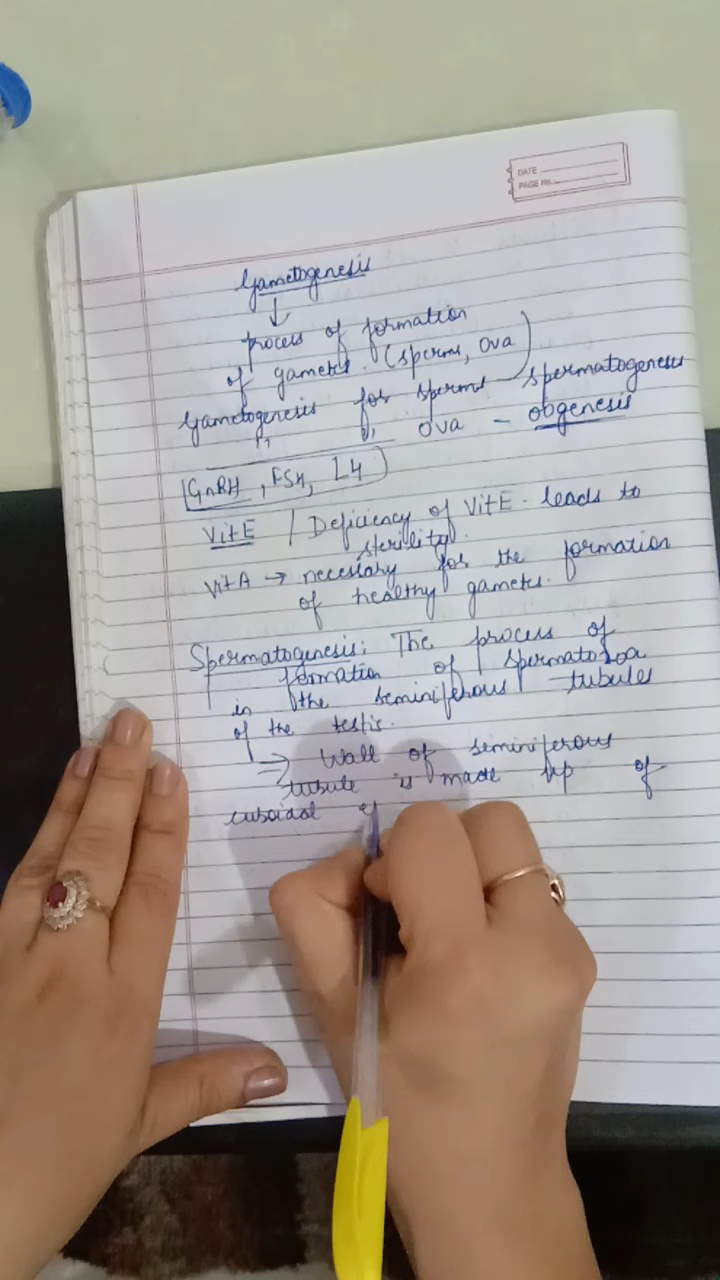 DATE
PAGE No.
Gametogenesis
↓
process of formation
of gametes. (sperms, ova)
Gametogenesis for sperms - spermatogenesis
" " ova - oogenesis
GnRH, FSH, LH
Vit E / Deficiency of Vit E. leads to
sterility.
Vit A → necessary for the formation
of healthy gametes.
Spermatogenesis: The process of
formation of spermatozoa
in the seminiferous tubules
of the testis.
→ Wall of seminiferous
tubule is made up of
cuboidal e